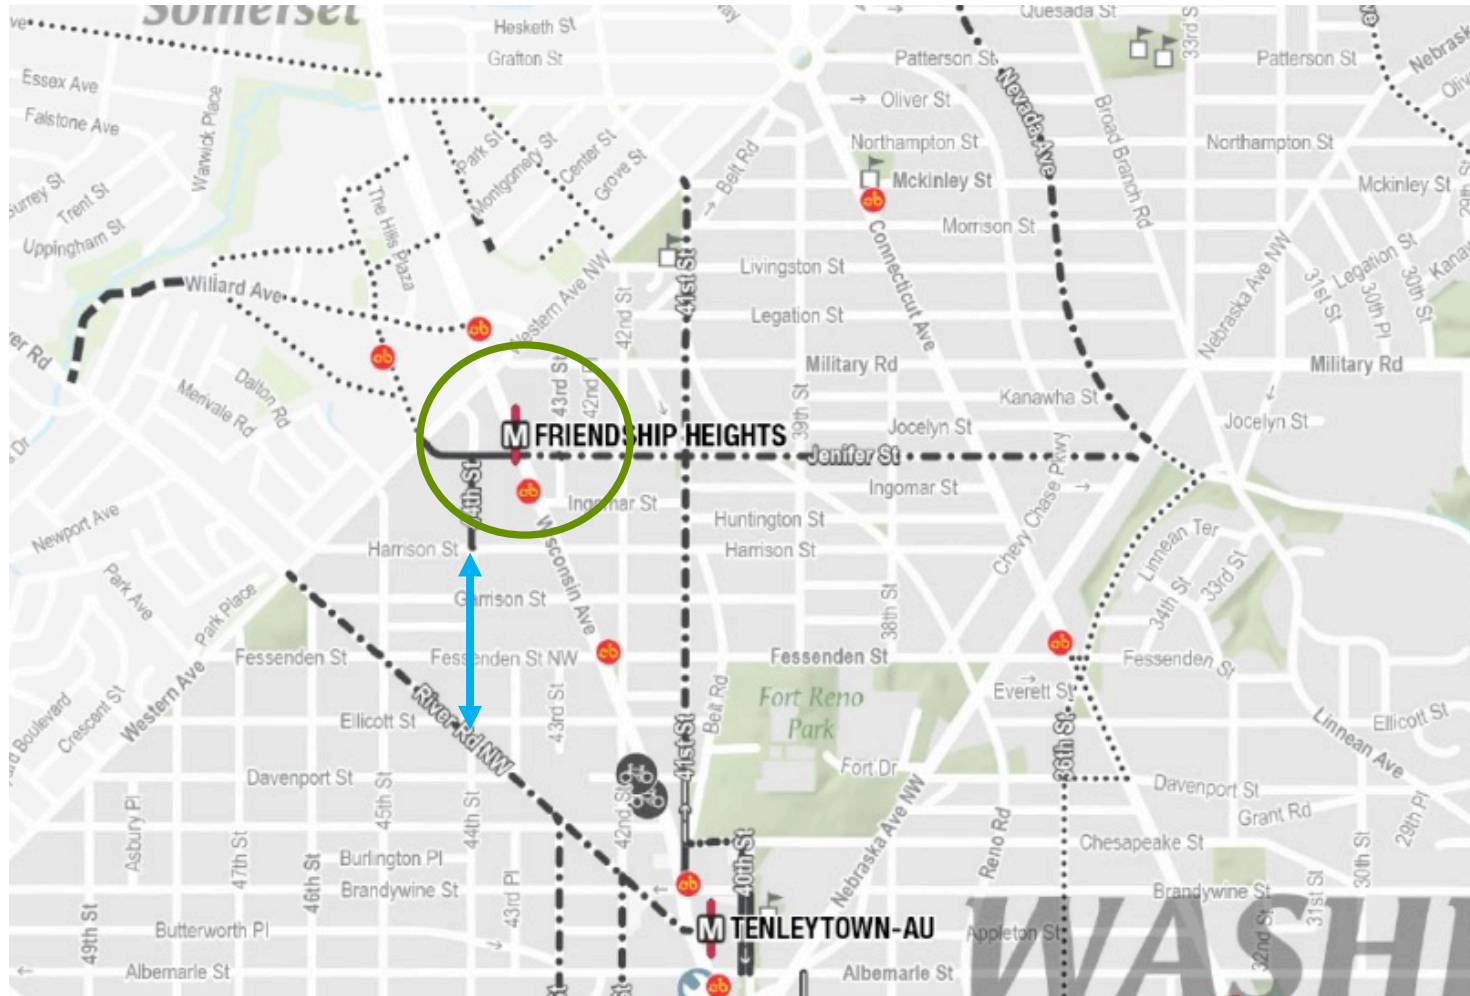 Somerset
Hesketh St
Grafton St
Quesada St
33rd S
Patterson St
Patterson St
Nebrask
Essex Ave
Falstone Ave
Warwick Place
Park St
Montgomery St
Center St
Grove St
Belt Rd
Oliver St
Northampton St
Nevada Ave
Broad Branch Rd
Northampton St
Mckinley St
Mckinley St
29th
Trent St
Uppingham St
The Hills Plaza
Morrison St
Connecticut Ave
Livingston St
Legation St
Nebraska Ave NW
Legation St
31st St
30th Pl
30th St
Kana
Willard Ave
Western Ave NW
42nd St
41st St
Military Rd
Military Rd
er Rd
Dalton Rd
Merivale Rd
43rd St
42nd Pl
39th St
Kanawha St
Jocelyn St
Jocelyn St
M FRIENDSHIP HEIGHTS
Jenifer St
Chevy Chase Pkwy
s Dr
Newport Ave
Ingomar St
Ingomar St
Huntington St
Harrison St
Harrison St
Wisconsin Ave
Linnean Ter
33rd St
34th St
Park Ave
Park Place
Garrison St
38th St
Fessenden St
Fessenden St NW
Fessenden St
Fessenden St
Belt Rd
Fort Reno
Park
Everett St
Western Ave
Crescent St
Boulevard
Ellicott St
River Rd NW
43rd St
41st St
36th St
Linnean Ave
Ellicott St
Davenport St
Fort Dr
Davenport St
Asbury Pl
45th St
44th St
42nd St
Nebraska Ave NW
Reno Rd
Grant Rd
29th Pl
47th St
46th St
Burlington Pl
Brandywine St
43rd Pl
40th St
Chesapeake St
Brandywine St
31st St
30th St
49th St
Butterworth Pl
M TENLEYTOWN-AU
Appleton St
32nd St
WASHI
Albemarle St
Albemarle St